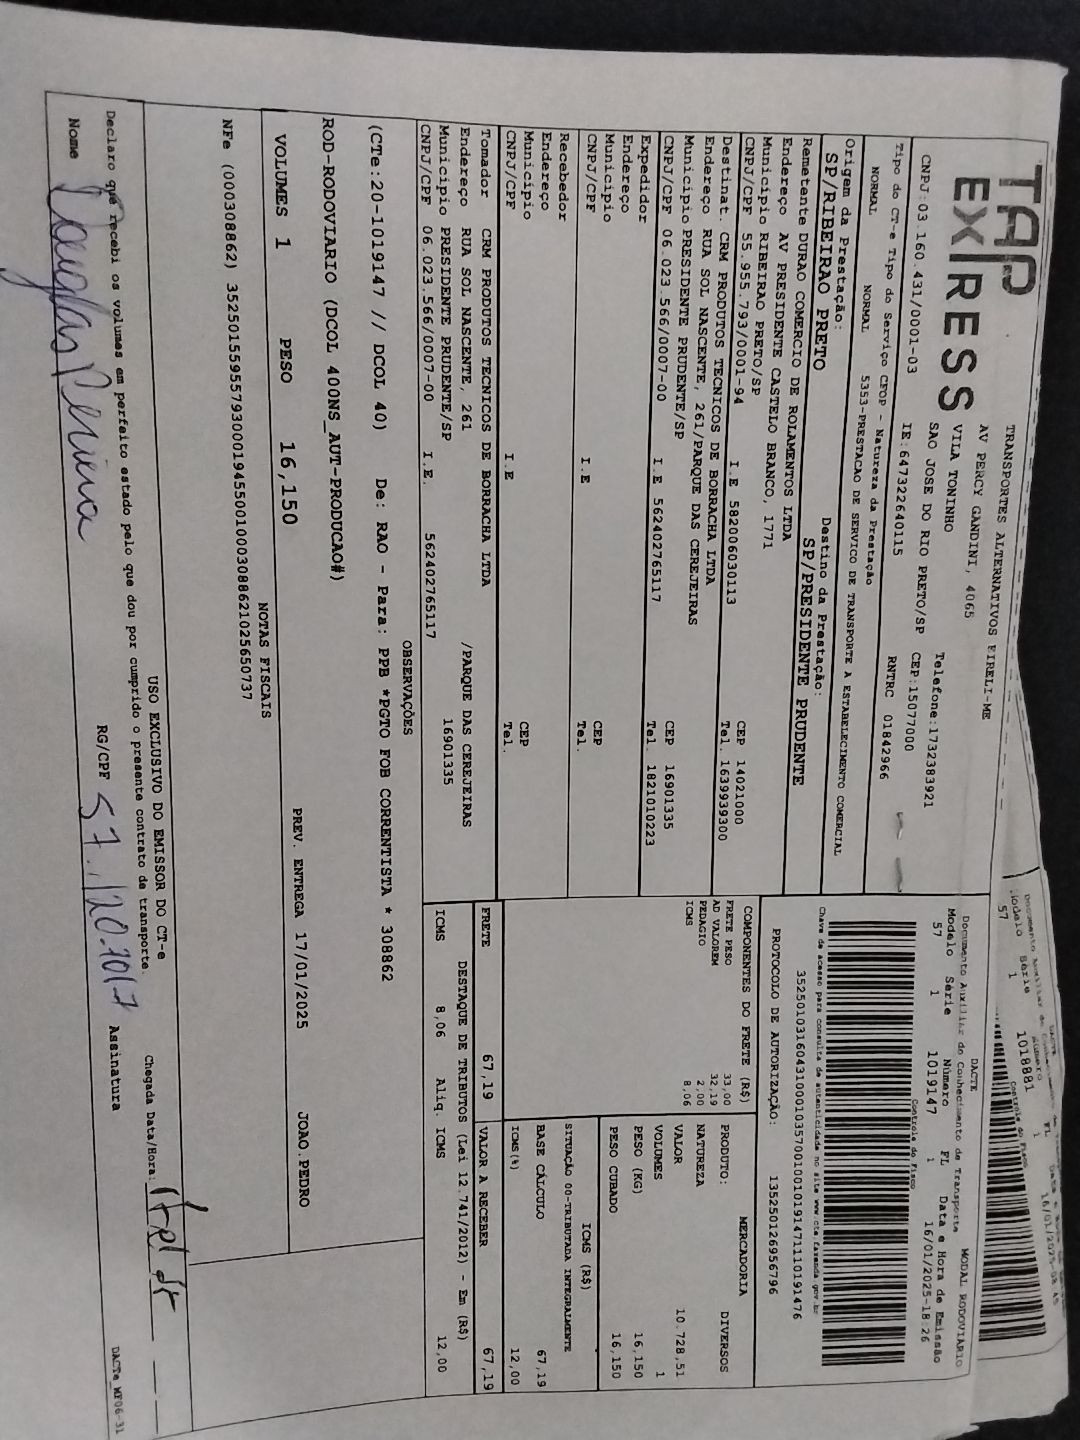 TAP
EXPRESS
TRANSPORTES ALTERNATIVOS EIRELI-ME
AV PERCY GANDINI, 4065
VILA TONINHO
SAO JOSE DO RIO PRETO/SP
Telefone:1732383921
CEP:15077000
CNPJ:03.160.431/0001-03 IE:647322640115 RNTRC 01842966
Tipo do CT-e Tipo do Serviço CFOP - Natureza da Prestação
NORMAL NORMAL 5353-PRESTACAO DE SERVICO DE TRANSPORTE A ESTABELECIMENTO COMERCIAL
Origem da Prestação: Destino da Prestação:
SP/RIBEIRAO PRETO SP/PRESIDENTE PRUDENTE
Remetente DURAO COMERCIO DE ROLAMENTOS LTDA
Endereço AV PRESIDENTE CASTELO BRANCO, 1771
Município RIBEIRAO PRETO/SP CEP 14021000
CNPJ/CPF 55.955.793/0001-94 I.E 582006030113 Tel. 1639939300
Destinat. CRM PRODUTOS TECNICOS DE BORRACHA LTDA
Endereço RUA SOL NASCENTE, 261/PARQUE DAS CEREJEIRAS
Município PRESIDENTE PRUDENTE/SP CEP 16901335
CNPJ/CPF 06.023.566/0007-00 I.E 562402765117 Tel. 1821010223
Expedidor
Endereço
Município CEP
CNPJ/CPF I.E Tel.
Recebedor
Endereço
Município CEP
CNPJ/CPF I.E Tel.
Tomador CRM PRODUTOS TECNICOS DE BORRACHA LTDA
Endereço RUA SOL NASCENTE, 261 /PARQUE DAS CEREJEIRAS
Município PRESIDENTE PRUDENTE/SP 16901335
CNPJ/CPF 06.023.566/0007-00 I.E. 562402765117
DACTE MODAL RODOVIÁRIO
Documento Auxiliar do Conhecimento de Transporte
Modelo Série Número FL Data e Hora de Emissão
57 1 1019147 1 16/01/2025-18:26
Controle do Fisco
35250103160431000103570010010191471110191476
Chave de acesso para consulta de autenticidade no site www.cte.fazenda.gov.br
PROTOCOLO DE AUTORIZAÇÃO: 135250126956796
COMPONENTES DO FRETE (R$)
FRETE PESO 33,00
AD VALOREM 32,19
PEDAGIO 2,00
ICMS 8,06
MERCADORIA
PRODUTO: DIVERSOS
NATUREZA
VALOR 10.728,51
VOLUMES 1
PESO (KG) 16,150
PESO CUBADO 16,150
ICMS (R$)
SITUAÇÃO 00-TRIBUTADA INTEGRALMENTE
BASE CÁLCULO 67,19
ICMS(%) 12,00
FRETE 67,19 VALOR A RECEBER 67,19
DESTAQUE DE TRIBUTOS (Lei 12.741/2012) - Em (R$)
ICMS 8,06 Aliq. ICMS 12,00
OBSERVAÇÕES
(CTe:20-1019147 // DCOL 40) De: RAO - Para: PPB *PGTO FOB CORRENTISTA * 308862
ROD-RODOVIARIO (DCOL 400NS_AUT-PRODUCAO#)
VOLUMES 1 PESO 16,150 PREV. ENTREGA 17/01/2025 JOAO.PEDRO
NOTAS FISCAIS
NFe (000308862) 35250155955793000194550010003088621025650737
USO EXCLUSIVO DO EMISSOR DO CT-e
Declaro que recebi os volumes em perfeito estado pelo que dou por cumprido o presente contrato de transporte.
Chegada Data/Hora:
Nome Douglas RG/CPF Assinatura
DACTe_MF06-31
Modelo Série Número
57 1 1018881 1
Controle do Fisco